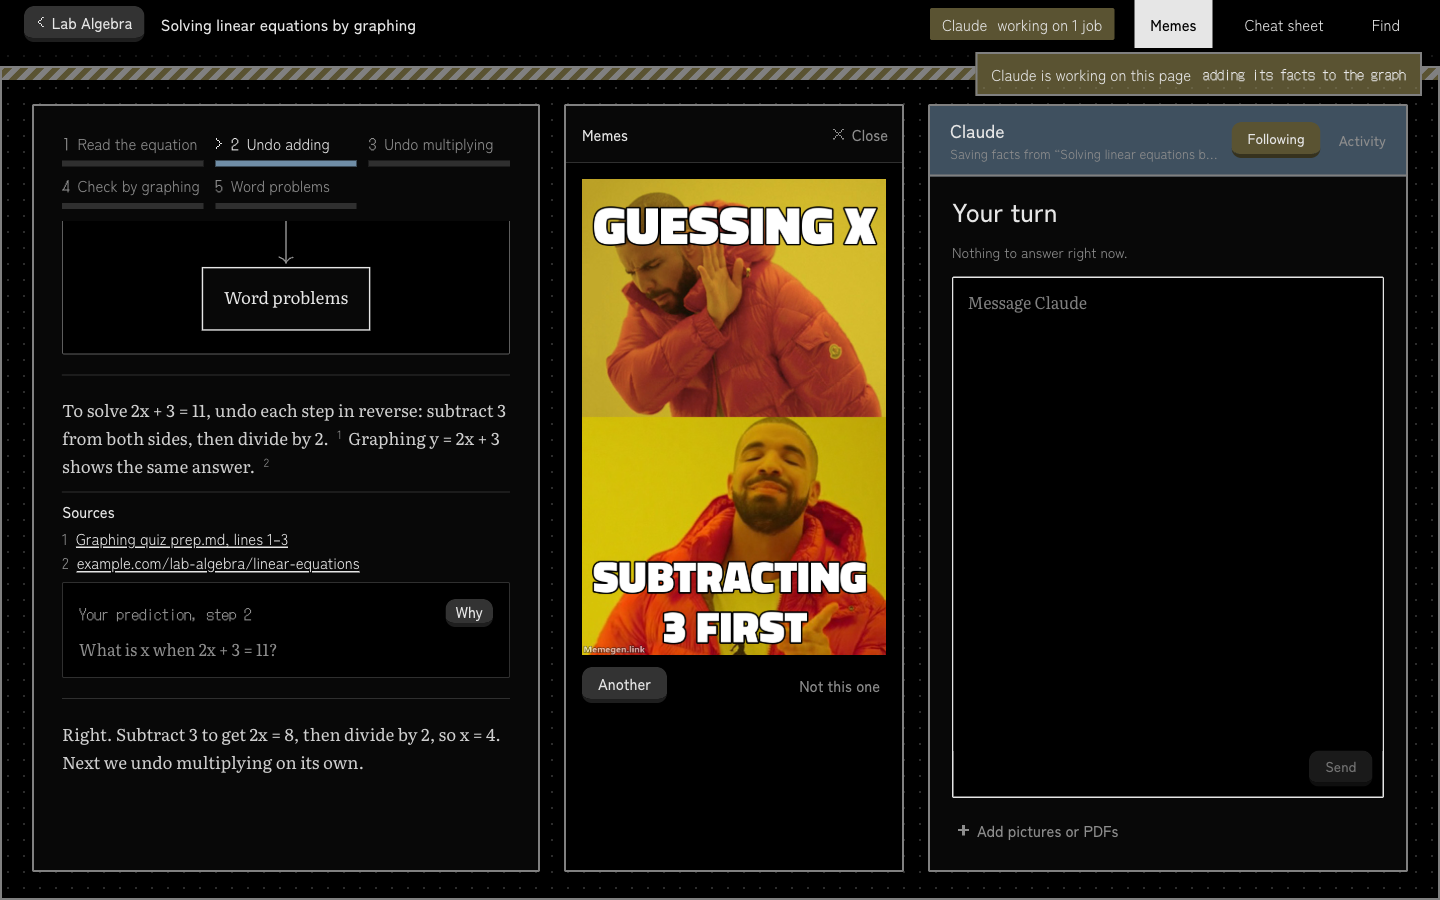 Lab Algebra
Solving linear equations by graphing
Claude working on 1 job
Memes
Cheat sheet
Find
Claude is working on this page adding its facts to the graph
1 Read the equation
2 Undo adding
3 Undo multiplying
4 Check by graphing
5 Word problems
Word problems
To solve 2x + 3 = 11, undo each step in reverse: subtract 3
from both sides, then divide by 2. 1 Graphing y = 2x + 3
shows the same answer. 2
Sources
1 Graphing quiz prep.md, lines 1–3
2 example.com/lab-algebra/linear-equations
Your prediction, step 2
Why
What is x when 2x + 3 = 11?
Right. Subtract 3 to get 2x = 8, then divide by 2, so x = 4.
Next we undo multiplying on its own.
Memes
Close
GUESSING X
SUBTRACTING
3 FIRST
Memegen.link
Another
Not this one
Claude
Saving facts from “Solving linear equations b…
Following
Activity
Your turn
Nothing to answer right now.
Message Claude
Send
Add pictures or PDFs